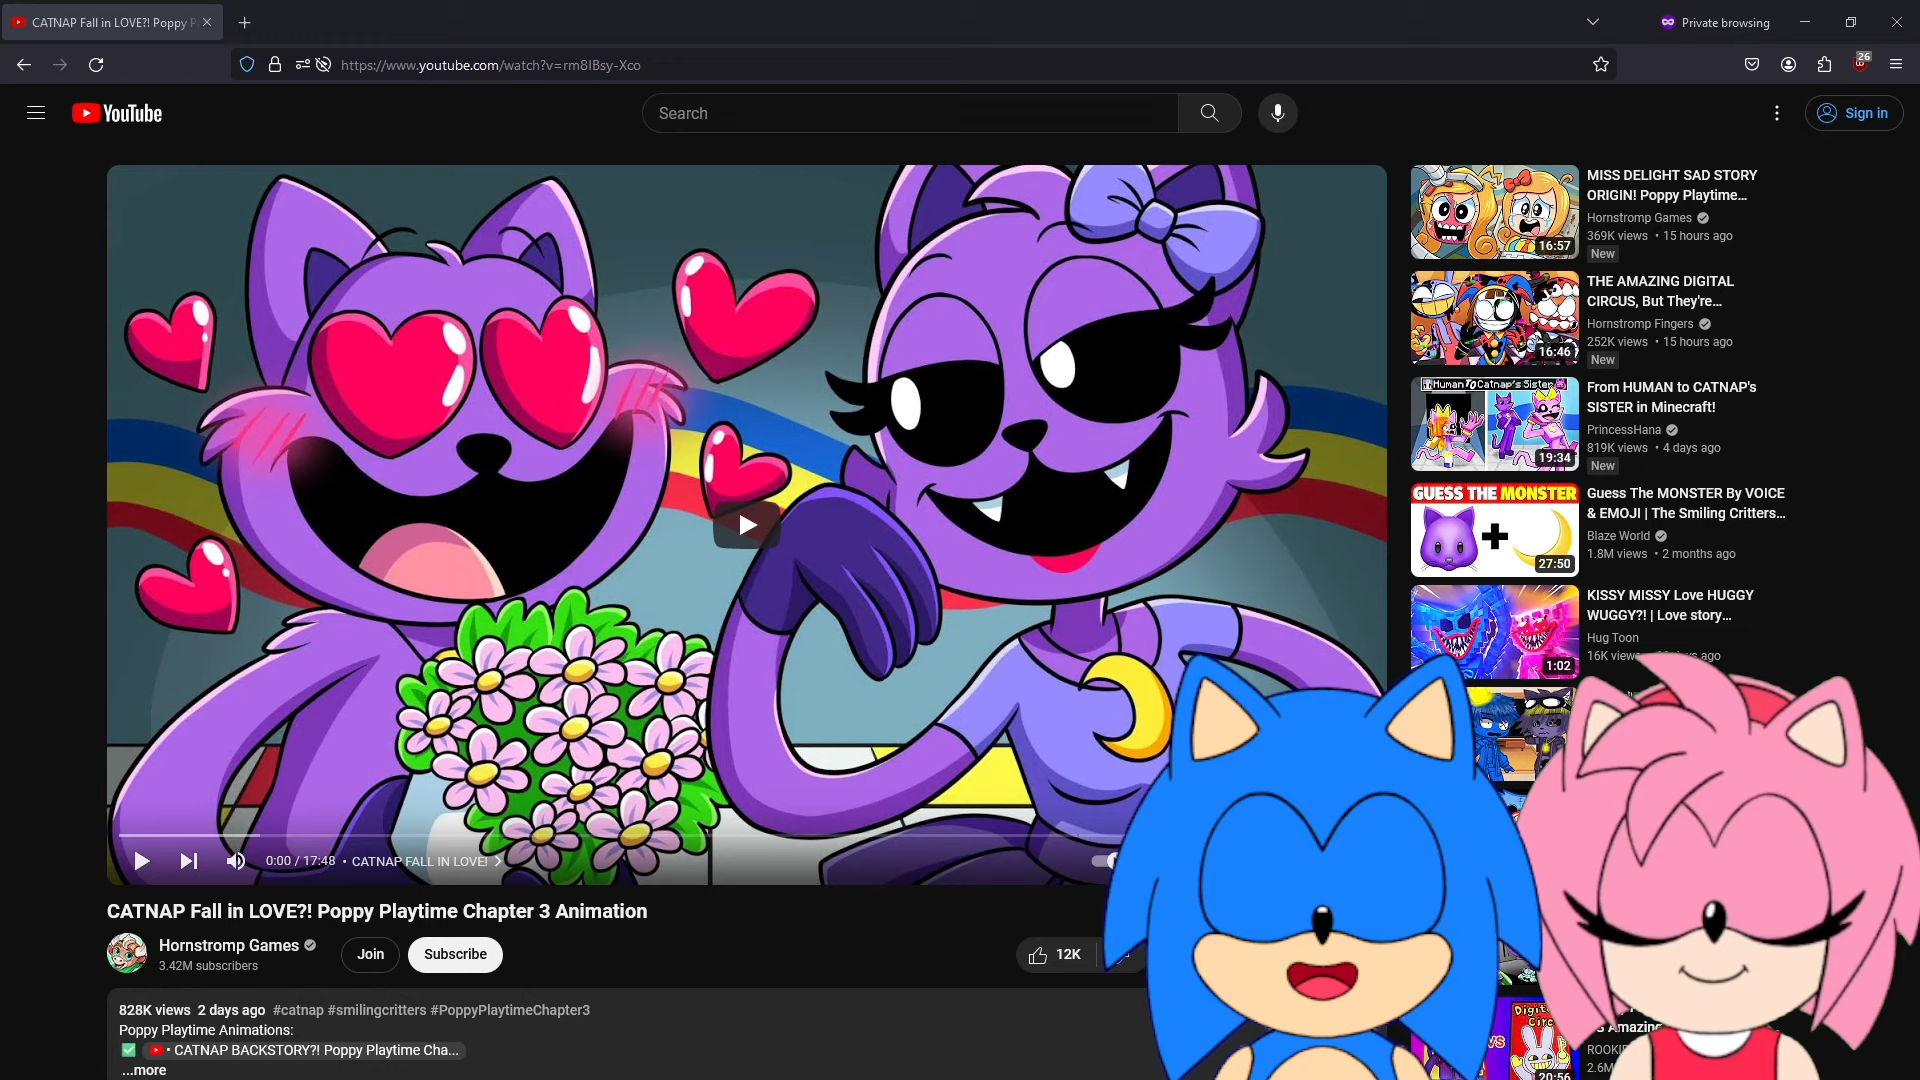 CATNAP Fall in LOVE?! Poppy P
Private browsing
https://www.youtube.com/watch?v=rm8IBsy-Xco
26
YouTube
Search
Sign in
0:00 / 17:48 • CATNAP FALL IN LOVE!
CATNAP Fall in LOVE?! Poppy Playtime Chapter 3 Animation
Hornstromp Games
3.42M subscribers
Join
Subscribe
12K
828K views 2 days ago #catnap #smilingcritters #PoppyPlaytimeChapter3
Poppy Playtime Animations:
• CATNAP BACKSTORY?! Poppy Playtime Cha...
...more
16:57
MISS DELIGHT SAD STORY
ORIGIN! Poppy Playtime...
Hornstromp Games
369K views • 15 hours ago
New
16:46
THE AMAZING DIGITAL
CIRCUS, But They're...
Hornstromp Fingers
252K views • 15 hours ago
New
Human TO Catnap's Sister
19:34
From HUMAN to CATNAP's
SISTER in Minecraft!
PrincessHana
819K views • 4 days ago
New
GUESS THE MONSTER
27:50
Guess The MONSTER By VOICE
& EMOJI | The Smiling Critters...
Blaze World
1.8M views • 2 months ago
1:02
KISSY MISSY Love HUGGY
WUGGY?! | Love story...
Hug Toon
16K views
ago
VS
20:56